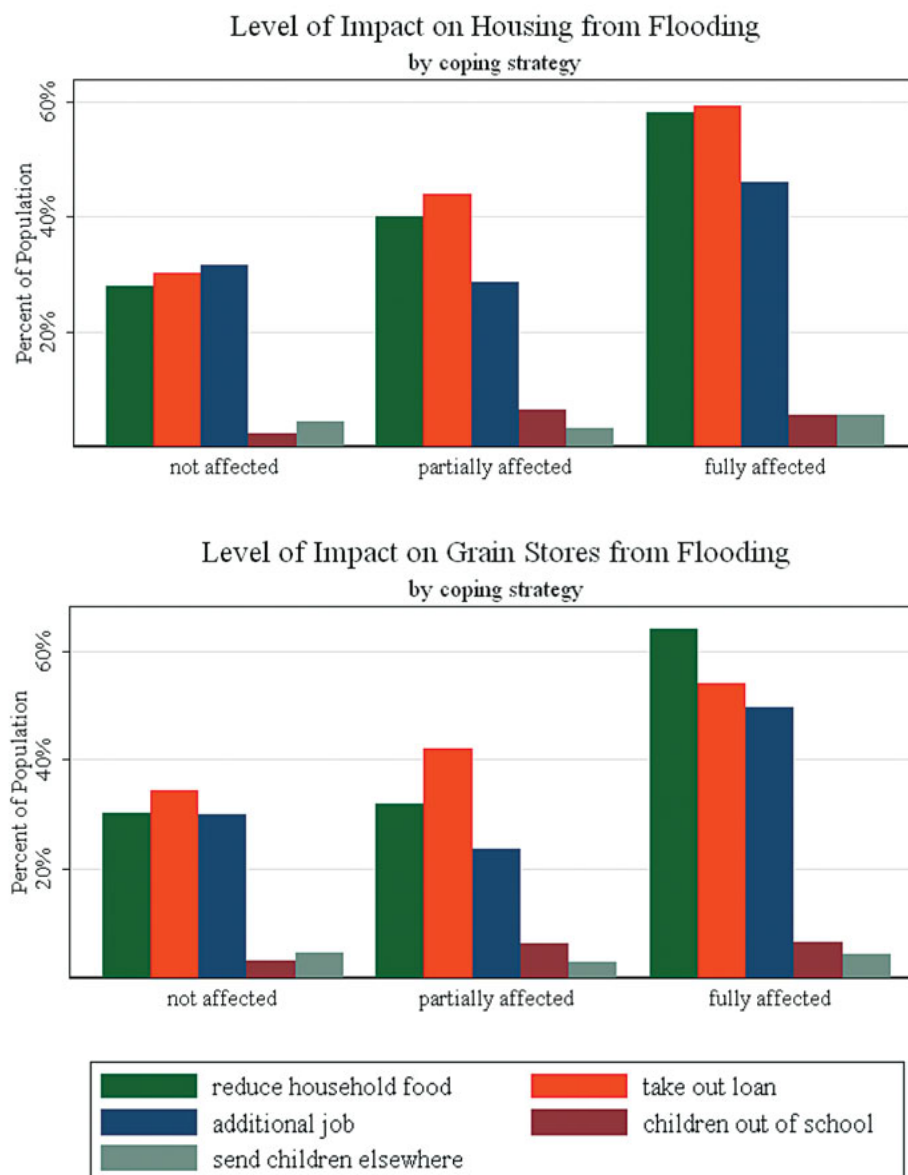 Level of Impact on Housing from Flooding
by coping strategy
Percent of Population
60%
40%
20%
not affected partially affected fully affected
Level of Impact on Grain Stores from Flooding
by coping strategy
Percent of Population
60%
40%
20%
not affected partially affected fully affected
reduce household food take out loan
additional job children out of school
send children elsewhere